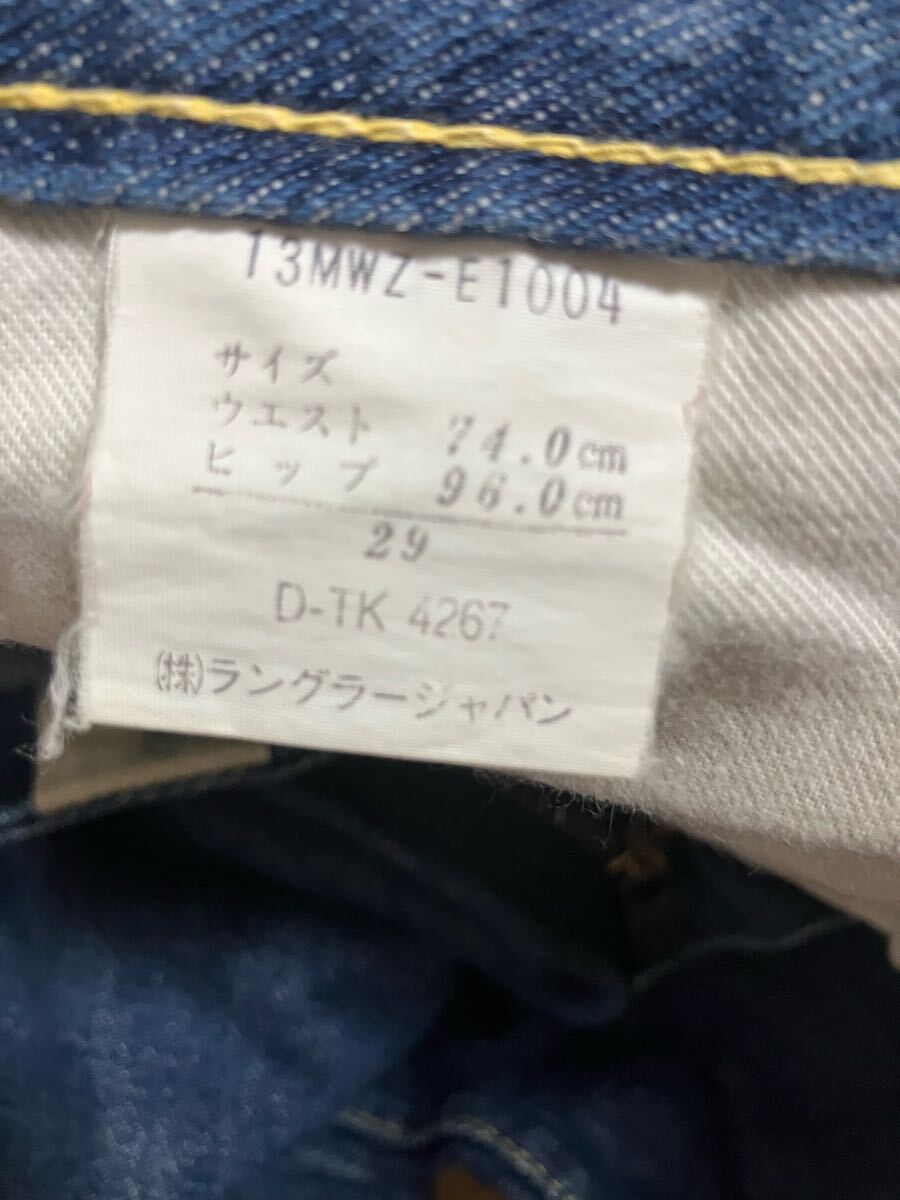 13MWZ-E1004
サイズ
ウエスト 74.0cm
ヒップ 96.0cm
29
D-TK 4267
㈱ラングラージャパン